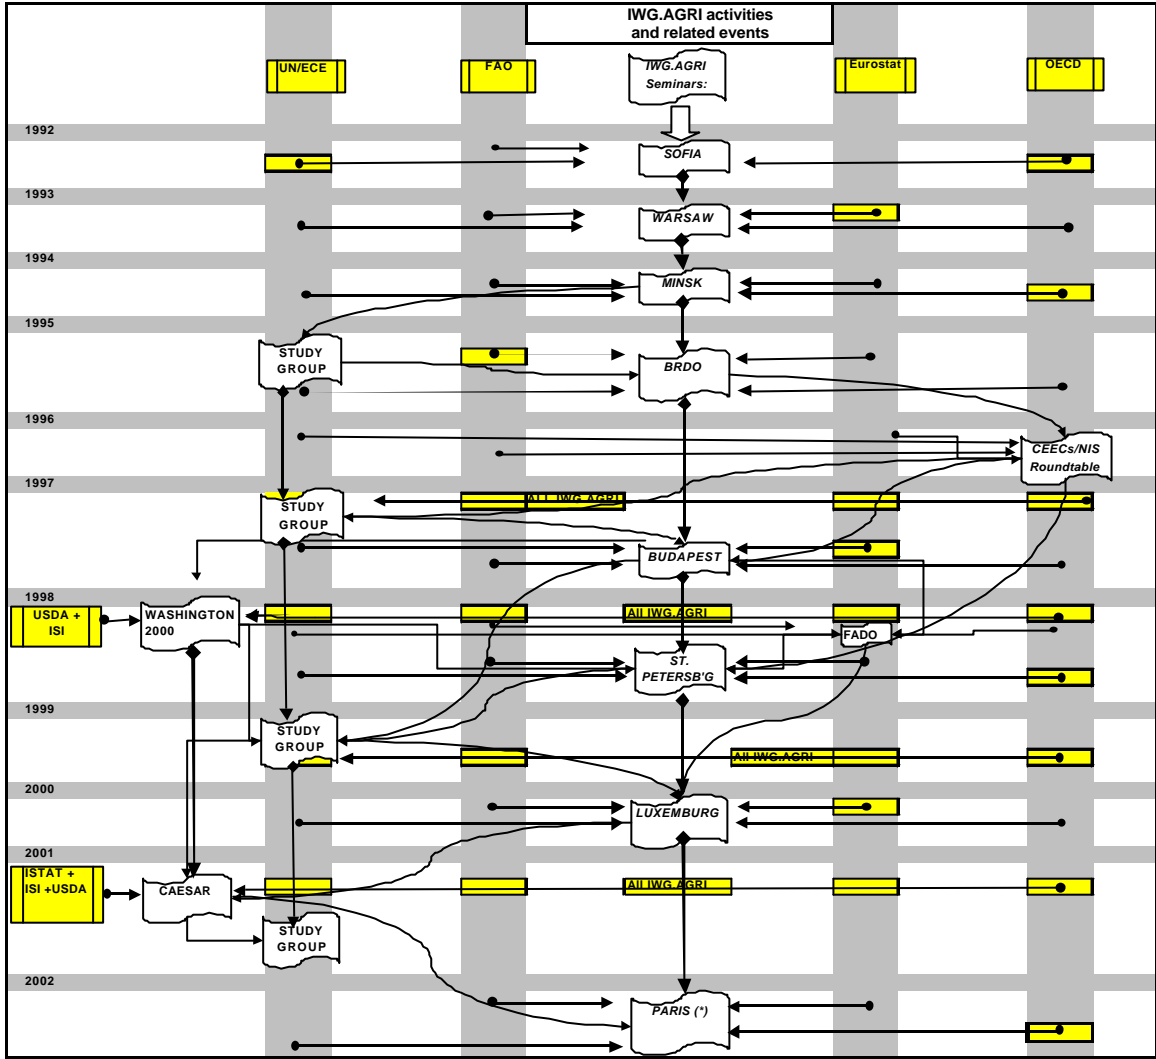 IWG.AGRI activities
and related events
UN/ECE
FAO
IWG.AGRI
Seminars:
Eurostat
OECD
1992
SOFIA
1993
WARSAW
1994
MINSK
1995
STUDY
GROUP
BRDO
1996
CEECs/NIS
Roundtable
1997
ALL IWG.AGRI
STUDY
GROUP
BUDAPEST
1998
USDA +
ISI
WASHINGTON
2000
All IWG.AGRI
FADO
ST.
PETERSB'G
1999
STUDY
GROUP
All IWG.AGRI
2000
LUXEMBURG
2001
ISTAT +
ISI +USDA
CAESAR
All IWG.AGRI
STUDY
GROUP
2002
PARIS (*)